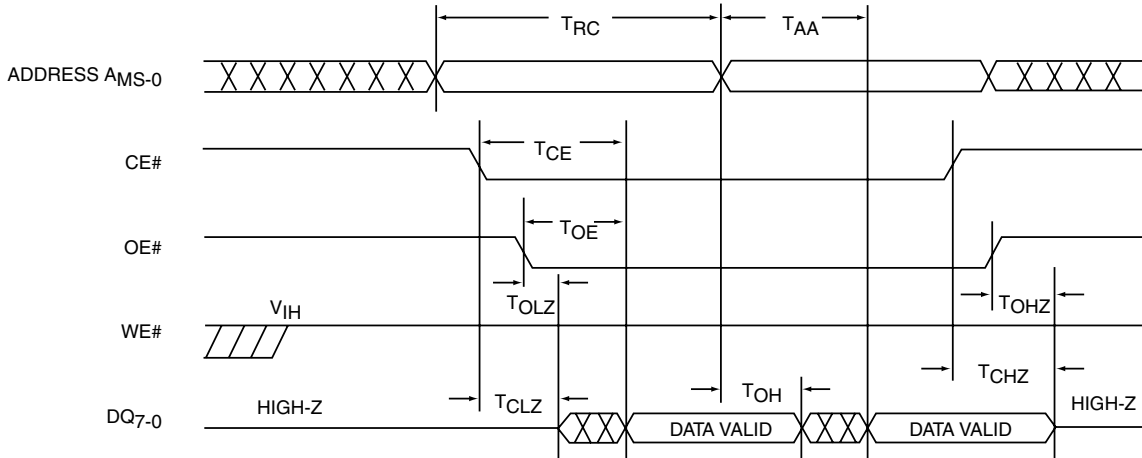 TRC
TAA
ADDRESS AMS-0
TCE
CE#
TOE
OE#
TOLZ
TOHZ
VIH
WE#
TCHZ
TCLZ
TOH
HIGH-Z
HIGH-Z
DQ7-0
DATA VALID
DATA VALID